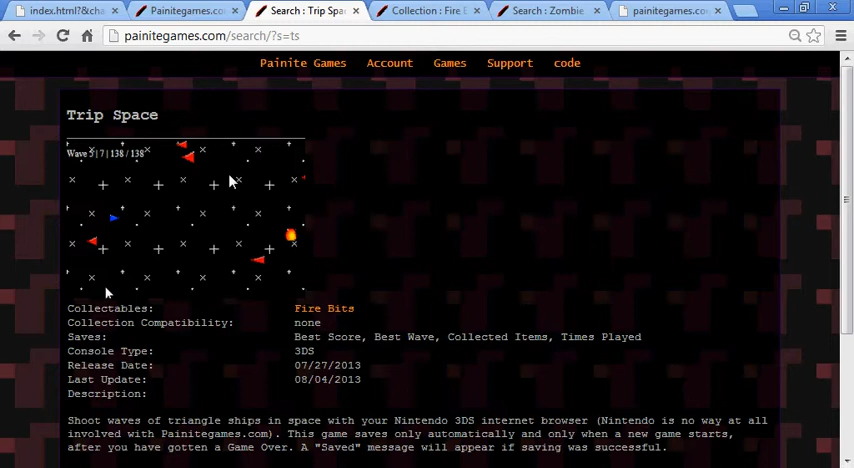 index.html?&cha
Painitegames.co
Search : Trip Spa
Collection : Fire B
Search : Zombie
painitegames.co
painitegames.com/search/?s=ts
Painite Games Account Games Support code
Trip Space
Wave 5 | 7 | 138 / 138
Collectables: Fire Bits
Collection Compatibility: none
Saves: Best Score, Best Wave, Collected Items, Times Played
Console Type: 3DS
Release Date: 07/27/2013
Last Update: 08/04/2013
Description:
Shoot waves of triangle ships in space with your Nintendo 3DS internet browser (Nintendo is no way at all
involved with Painitegames.com). This game saves only automatically and only when a new game starts,
after you have gotten a Game Over. A "Saved" message will appear if saving was successful.